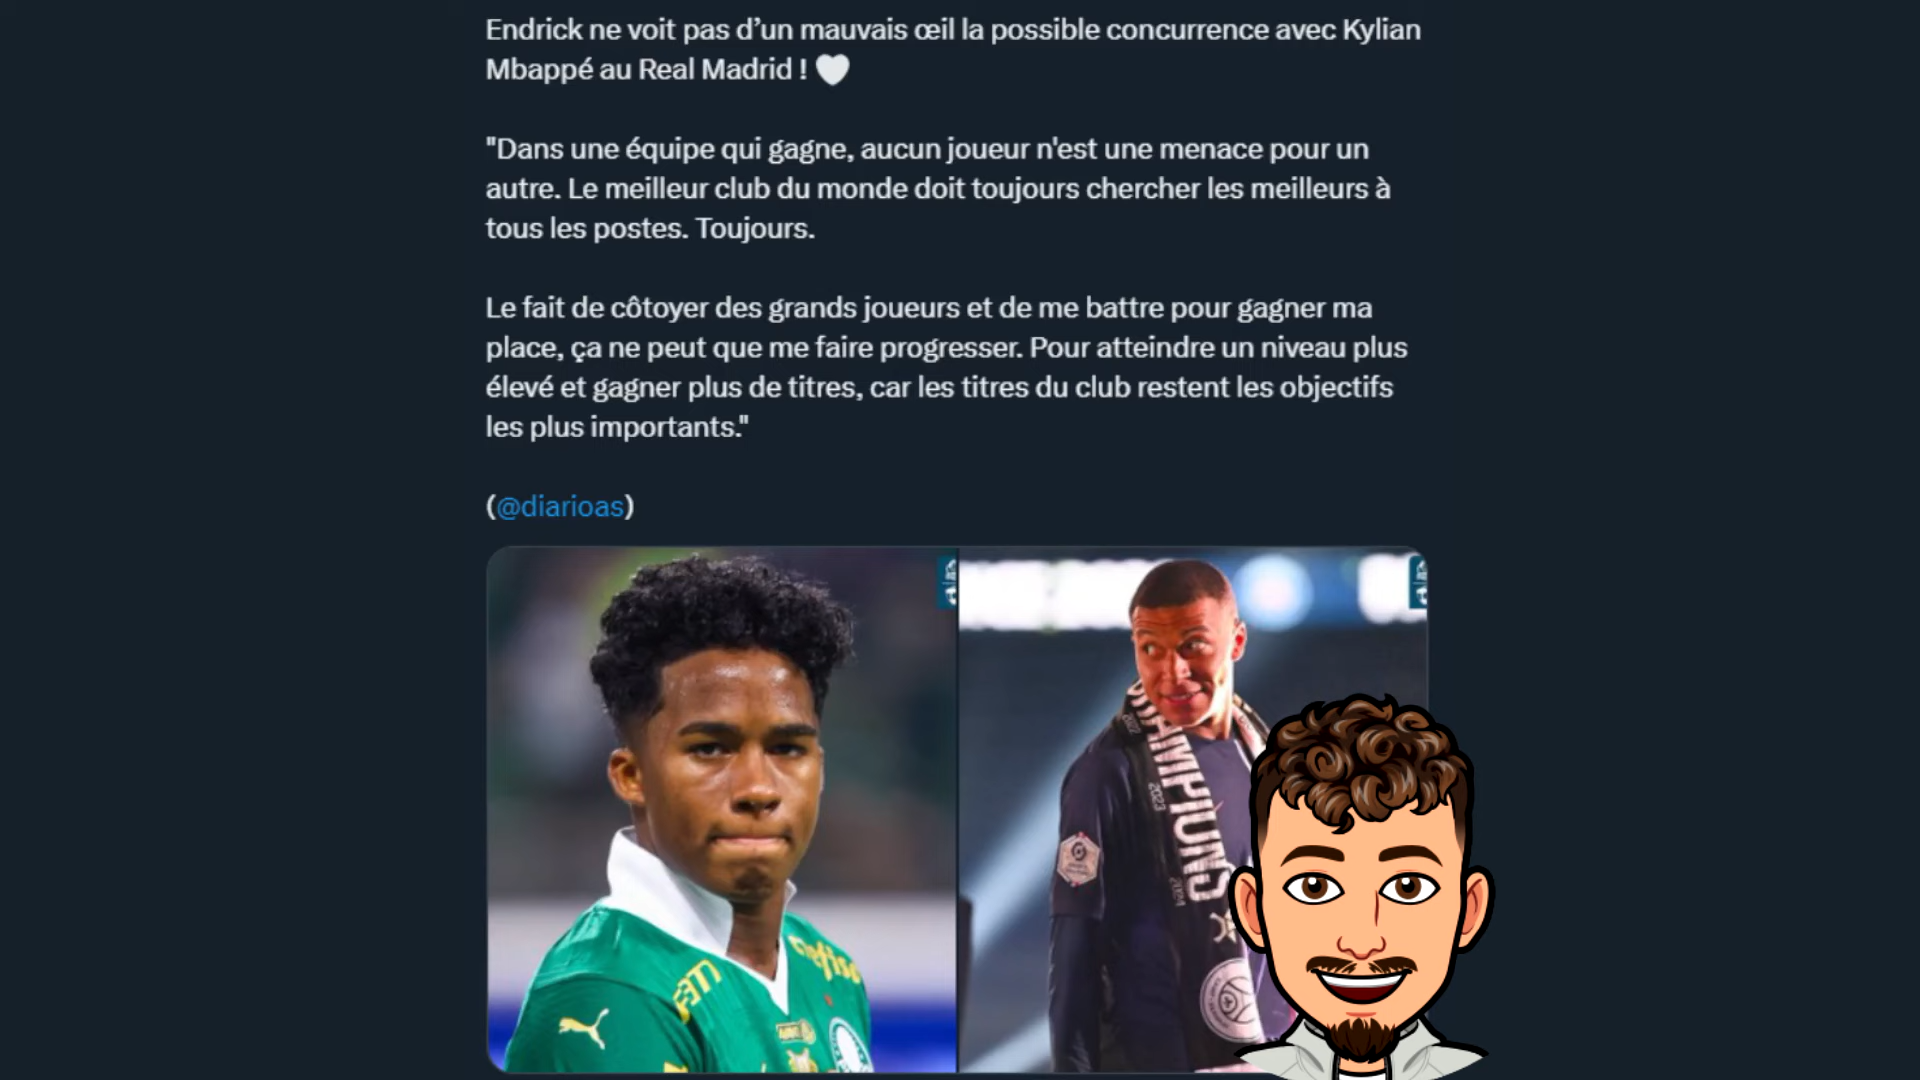 Endrick ne voit pas d’un mauvais œil la possible concurrence avec Kylian
Mbappé au Real Madrid ! 🤍
"Dans une équipe qui gagne, aucun joueur n'est une menace pour un
autre. Le meilleur club du monde doit toujours chercher les meilleurs à
tous les postes. Toujours.
Le fait de côtoyer des grands joueurs et de me battre pour gagner ma
place, ça ne peut que me faire progresser. Pour atteindre un niveau plus
élevé et gagner plus de titres, car les titres du club restent les objectifs
les plus importants."
(@diarioas)
FAM
2023